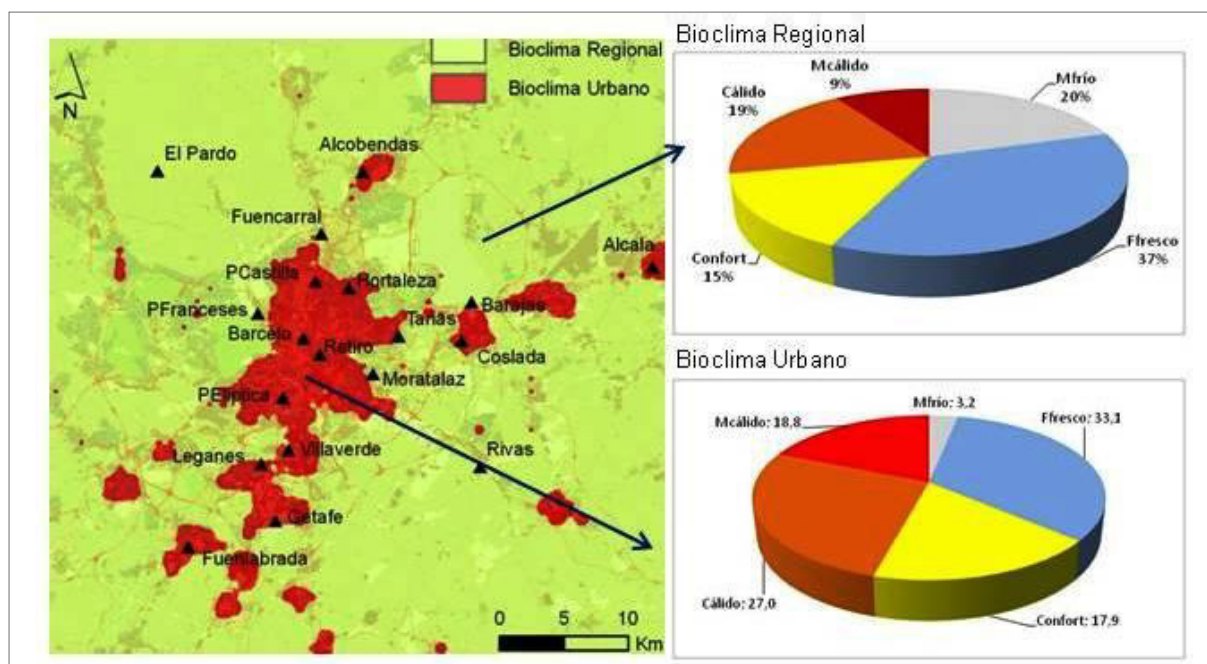 Bioclima Regional
Bioclima Urbano
N
El Pardo
Alcobendas
Fuencarral
Alcala
PCastilla
Hortaleza
PFranceses
Barajas
Tanas
Barcelo
Retiro
Coslada
Moratalaz
PEliptica
Villaverde
Leganes
Rivas
Getafe
Fuenlabrada
0 5 10
Km
Bioclima Regional
Mcálido
9%
Mfrío
20%
Cálido
19%
Confort
15%
Ffresco
37%
Bioclima Urbano
Mfrío: 3,2
Mcálido: 18,8
Ffresco: 33,1
Cálido: 27,0
Confort: 17,9